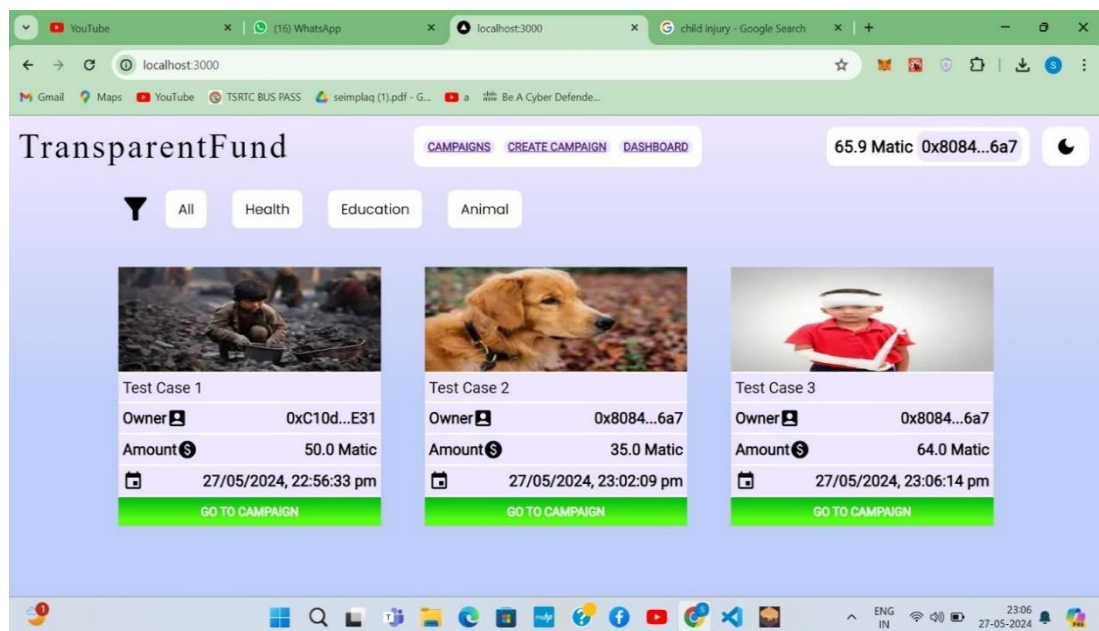 YouTube
(16) WhatsApp
localhost:3000
child injury - Google Search
localhost:3000
S
Gmail
Maps
YouTube
TSRTC BUS PASS
seimplaq (1).pdf - G...
a
Be A Cyber Defende...
TransparentFund
CAMPAIGNS CREATE CAMPAIGN DASHBOARD
65.9 Matic 0x8084...6a7
All
Health
Education
Animal
Test Case 1
Owner 0xC10d...E31
Amount 50.0 Matic
27/05/2024, 22:56:33 pm
GO TO CAMPAIGN
Test Case 2
Owner 0x8084...6a7
Amount 35.0 Matic
27/05/2024, 23:02:09 pm
GO TO CAMPAIGN
Test Case 3
Owner 0x8084...6a7
Amount 64.0 Matic
27/05/2024, 23:06:14 pm
GO TO CAMPAIGN
1
ENG
IN
23:06
27-05-2024